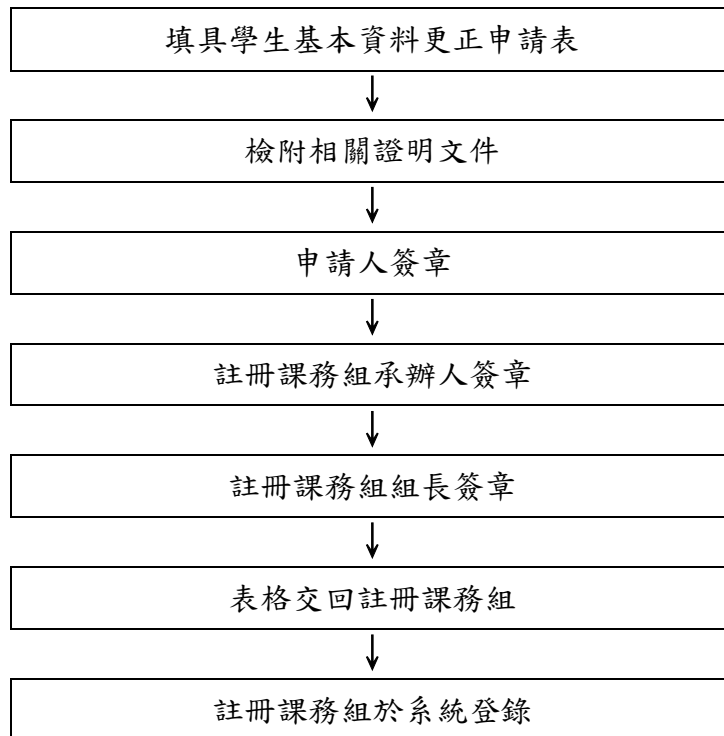 填具學生基本資料更正申請表
檢附相關證明文件
申請人簽章
註冊課務組承辦人簽章
註冊課務組組長簽章
表格交回註冊課務組
註冊課務組於系統登錄